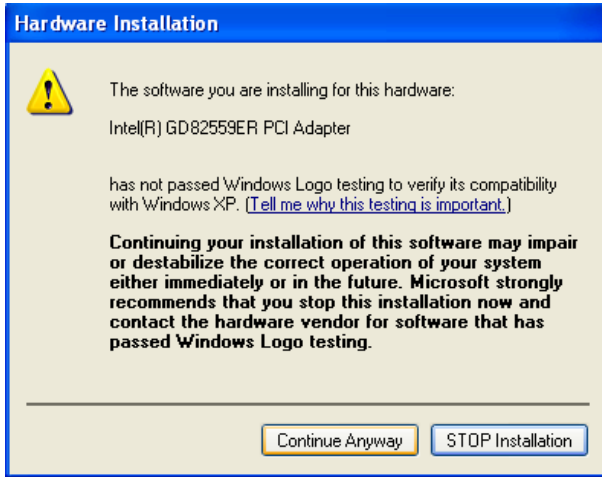 Hardware Installation
The software you are installing for this hardware:
Intel(R) GD82559ER PCI Adapter
has not passed Windows Logo testing to verify its compatibility
with Windows XP. (Tell me why this testing is important.)
Continuing your installation of this software may impair
or destabilize the correct operation of your system
either immediately or in the future. Microsoft strongly
recommends that you stop this installation now and
contact the hardware vendor for software that has
passed Windows Logo testing.
Continue Anyway
STOP Installation